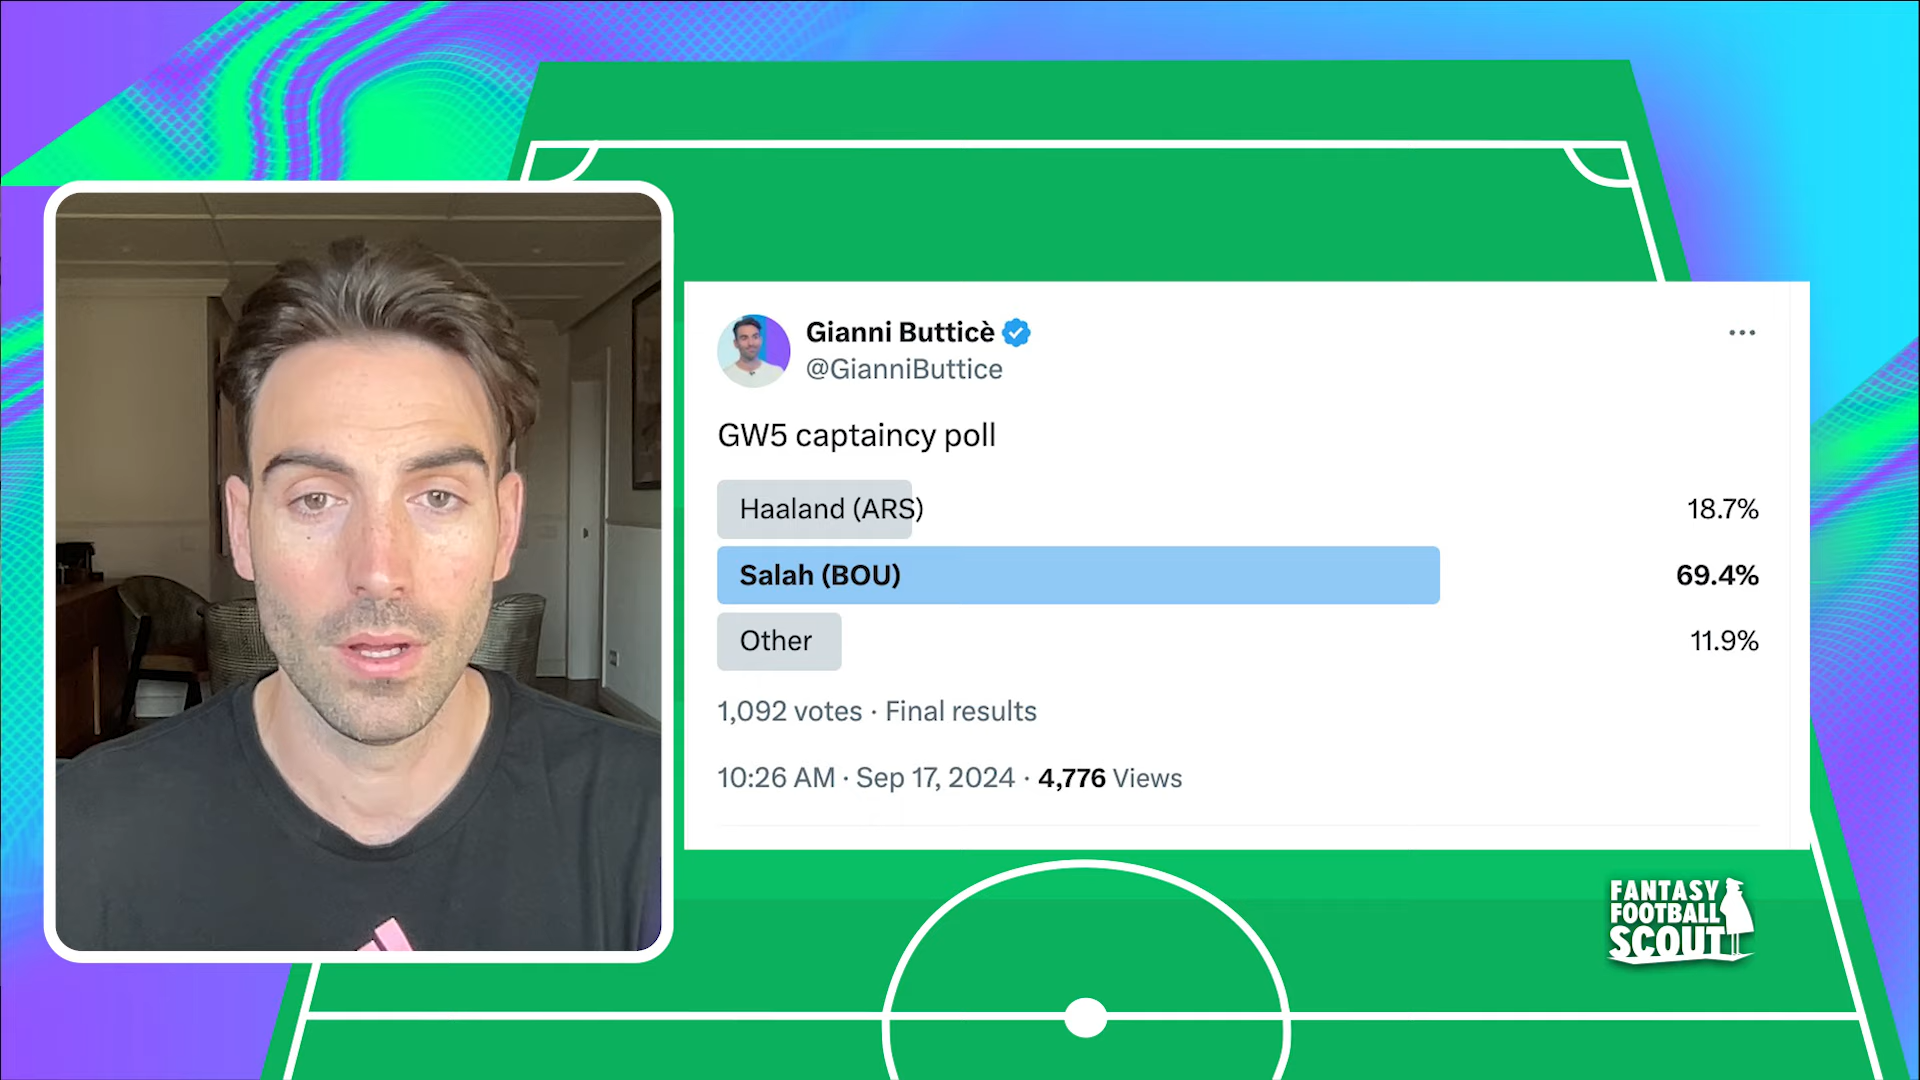 Gianni Butticè
@GianniButtice
GW5 captaincy poll
Haaland (ARS) 18.7%
Salah (BOU) 69.4%
Other 11.9%
1,092 votes · Final results
10:26 AM · Sep 17, 2024 · 4,776 Views
FANTASY
FOOTBALL
SCOUT